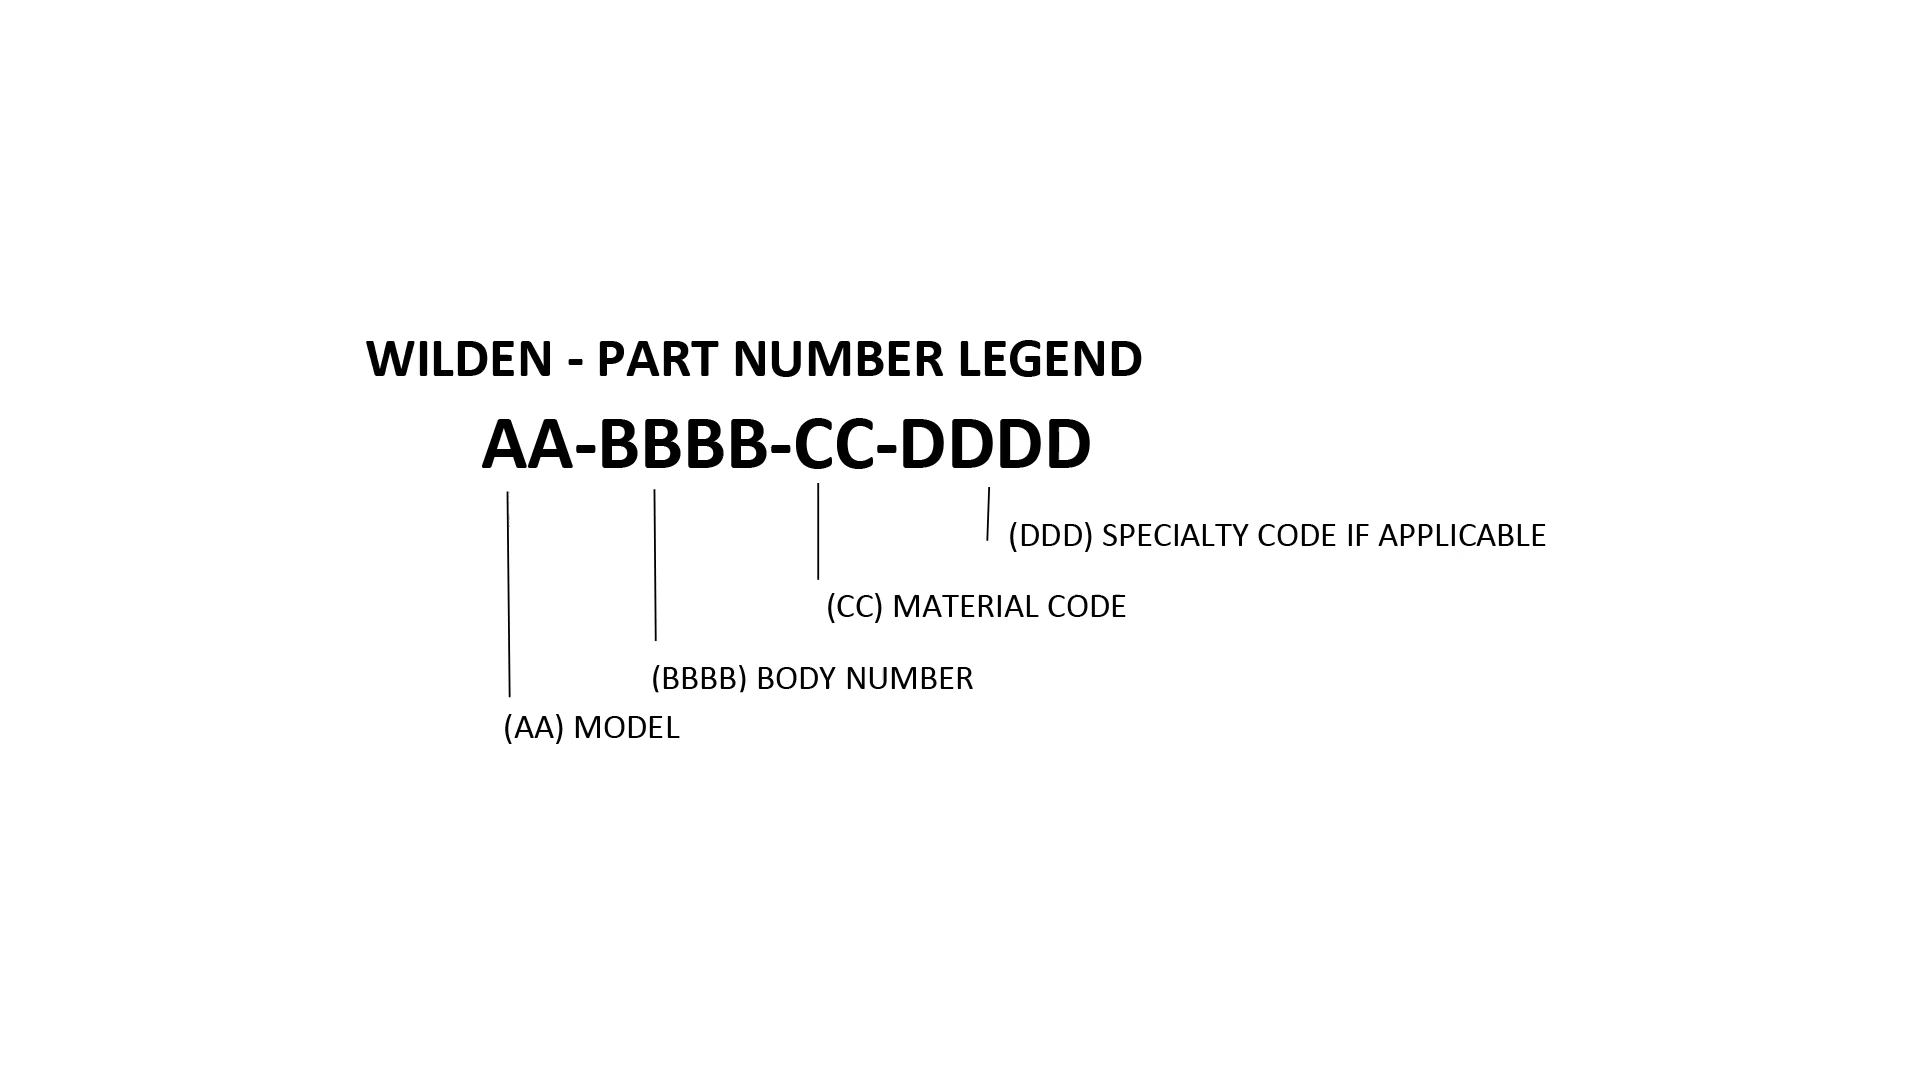 WILDEN - PART NUMBER LEGEND
AA-BBBB-CC-DDDD
(DDD) SPECIALTY CODE IF APPLICABLE
(CC) MATERIAL CODE
(BBBB) BODY NUMBER
(AA) MODEL